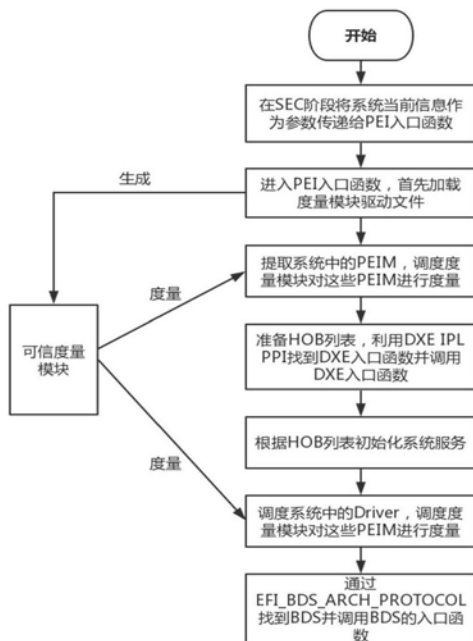 开始
在SEC阶段将系统当前信息作
为参数传递给PEI入口函数
生成
进入PEI入口函数，首先加载
度量模块驱动文件
度量
提取系统中的PEIM，调度度
量模块对这些PEIM进行度量
可信度量
模块
准备HOB列表，利用DXE IPL
PPI找到DXE入口函数并调用
DXE入口函数
根据HOB列表初始化系统服务
度量
调度系统中的Driver，调度度
量模块对这些PEIM进行度量
通过
EFI_BDS_ARCH_PROTOCOL
找到BDS并调用BDS的入口函
数